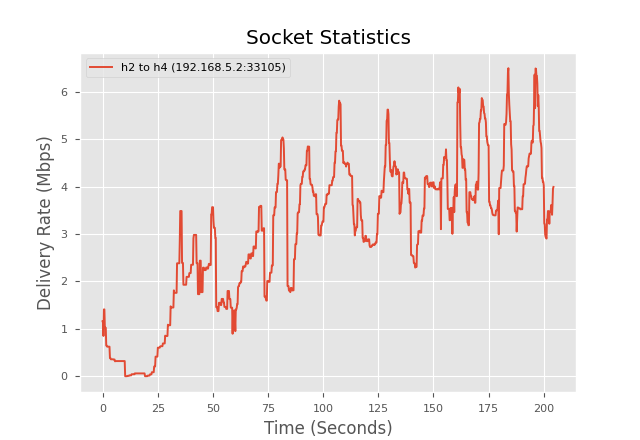 Socket Statistics
h2 to h4 (192.168.5.2:33105)
Delivery Rate (Mbps)
6
5
4
3
2
1
0
0 25 50 75 100 125 150 175 200
Time (Seconds)